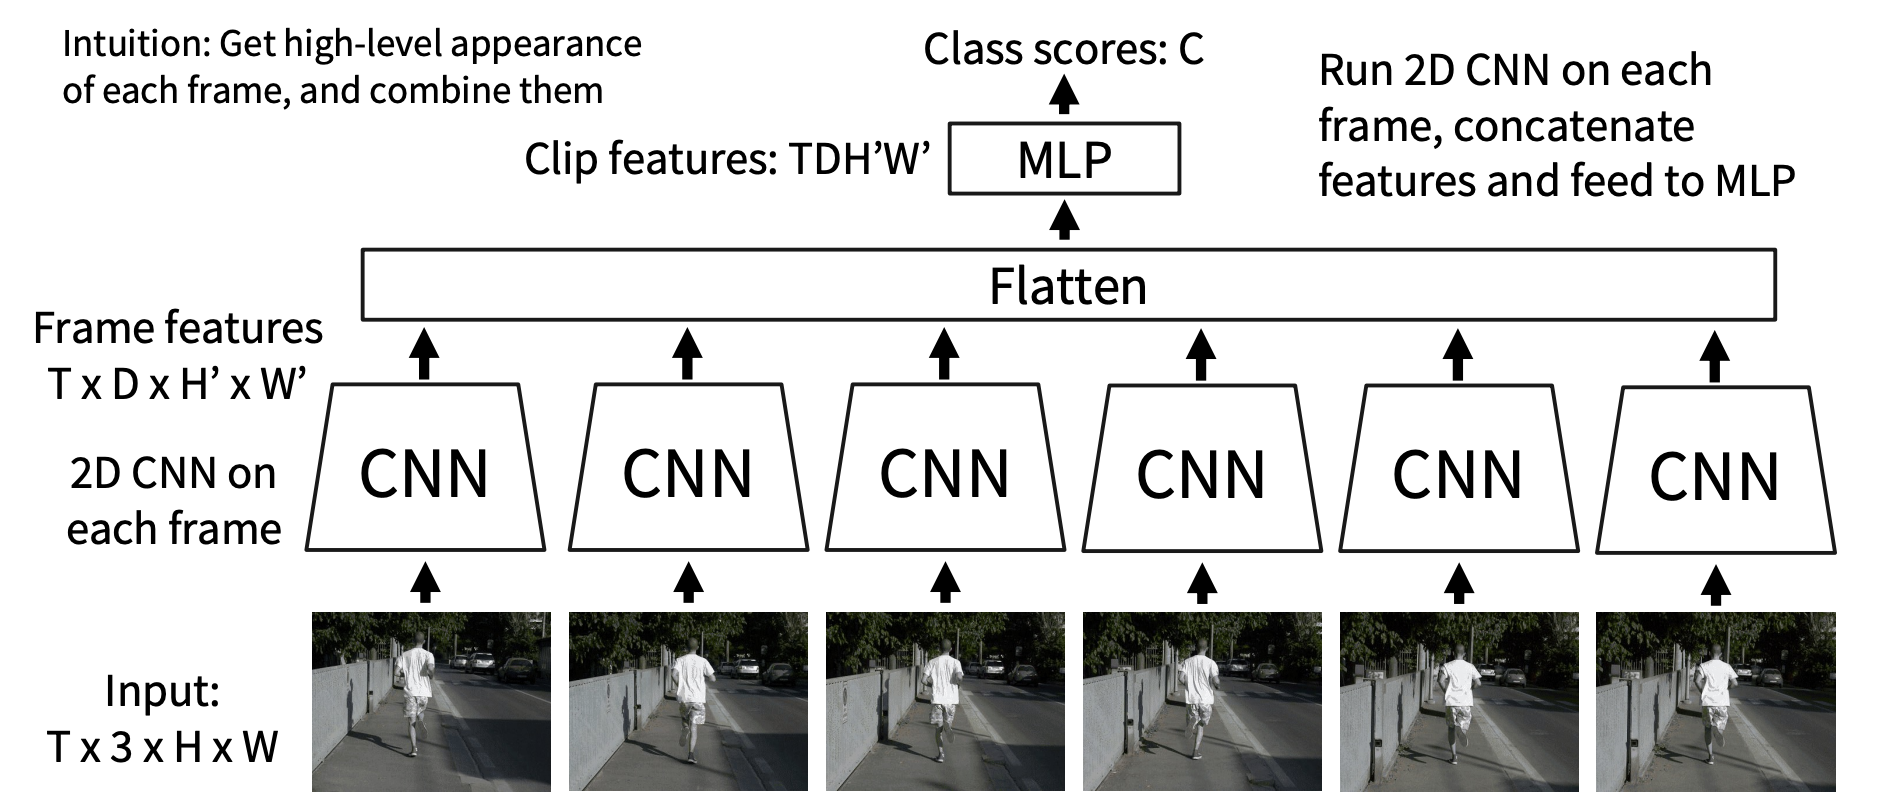 Intuition: Get high-level appearance
of each frame, and combine them
Class scores: C
Run 2D CNN on each
frame, concatenate
features and feed to MLP
Clip features: TDH’W’
MLP
Flatten
Frame features
T x D x H’ x W’
2D CNN on
each frame
CNN
CNN
CNN
CNN
CNN
CNN
Input:
T x 3 x H x W